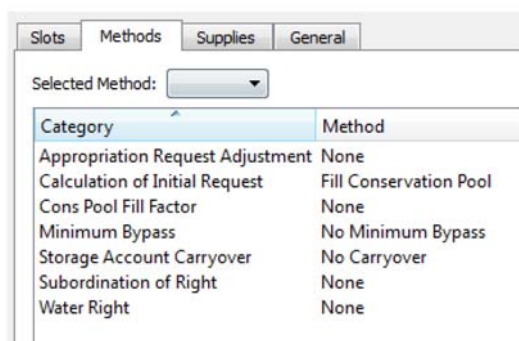 Slots Methods Supplies General
Selected Method:
Category Method
Appropriation Request Adjustment None
Calculation of Initial Request Fill Conservation Pool
Cons Pool Fill Factor None
Minimum Bypass No Minimum Bypass
Storage Account Carryover No Carryover
Subordination of Right None
Water Right None